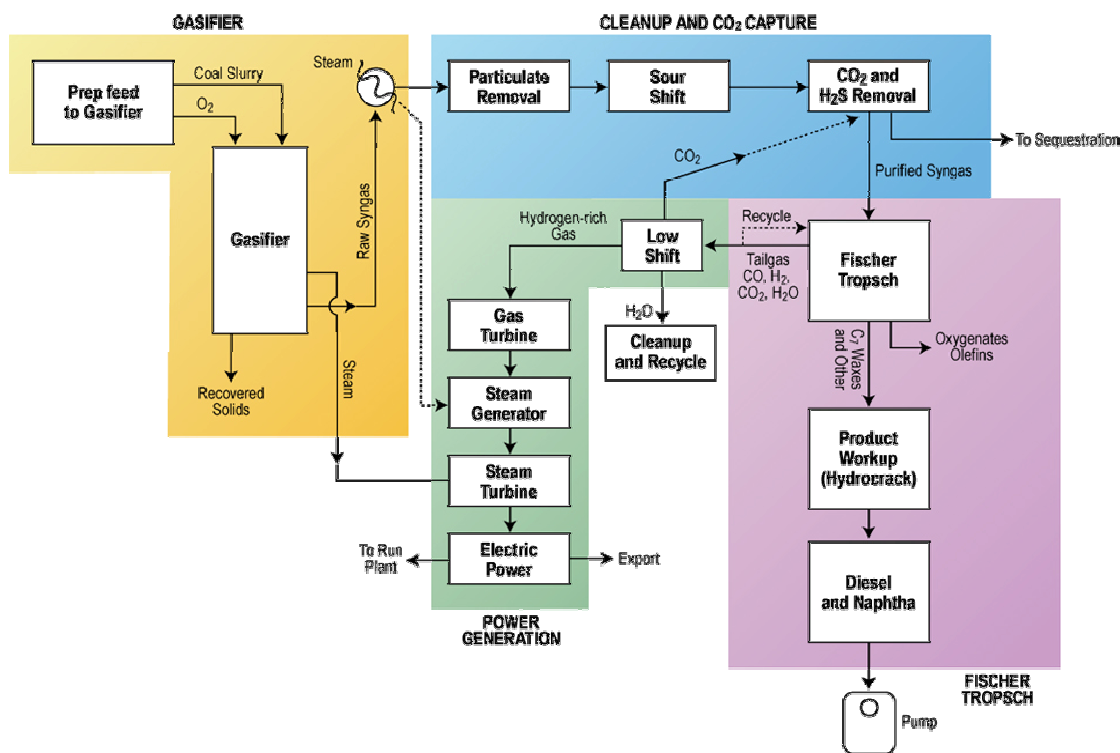 GASIFIER
CLEANUP AND CO₂ CAPTURE
Prep feed
to Gasifier
Coal Slurry
O₂
Steam
Particulate
Removal
Sour
Shift
CO₂ and
H₂S Removal
To Sequestration
CO₂
Purified Syngas
Gasifier
Raw Syngas
Steam
Recovered
Solids
Hydrogen-rich
Gas
Low
Shift
Recycle
Tailgas
CO, H₂,
CO₂, H₂O
Fischer
Tropsch
H₂O
Cleanup
and Recycle
Gas
Turbine
Steam
Generator
Steam
Turbine
Electric
Power
To Run
Plant
Export
POWER
GENERATION
C₇ Waxes
and Other
Oxygenates
Olefins
Product
Workup
(Hydrocrack)
Diesel
and Naphtha
FISCHER
TROPSCH
Pump